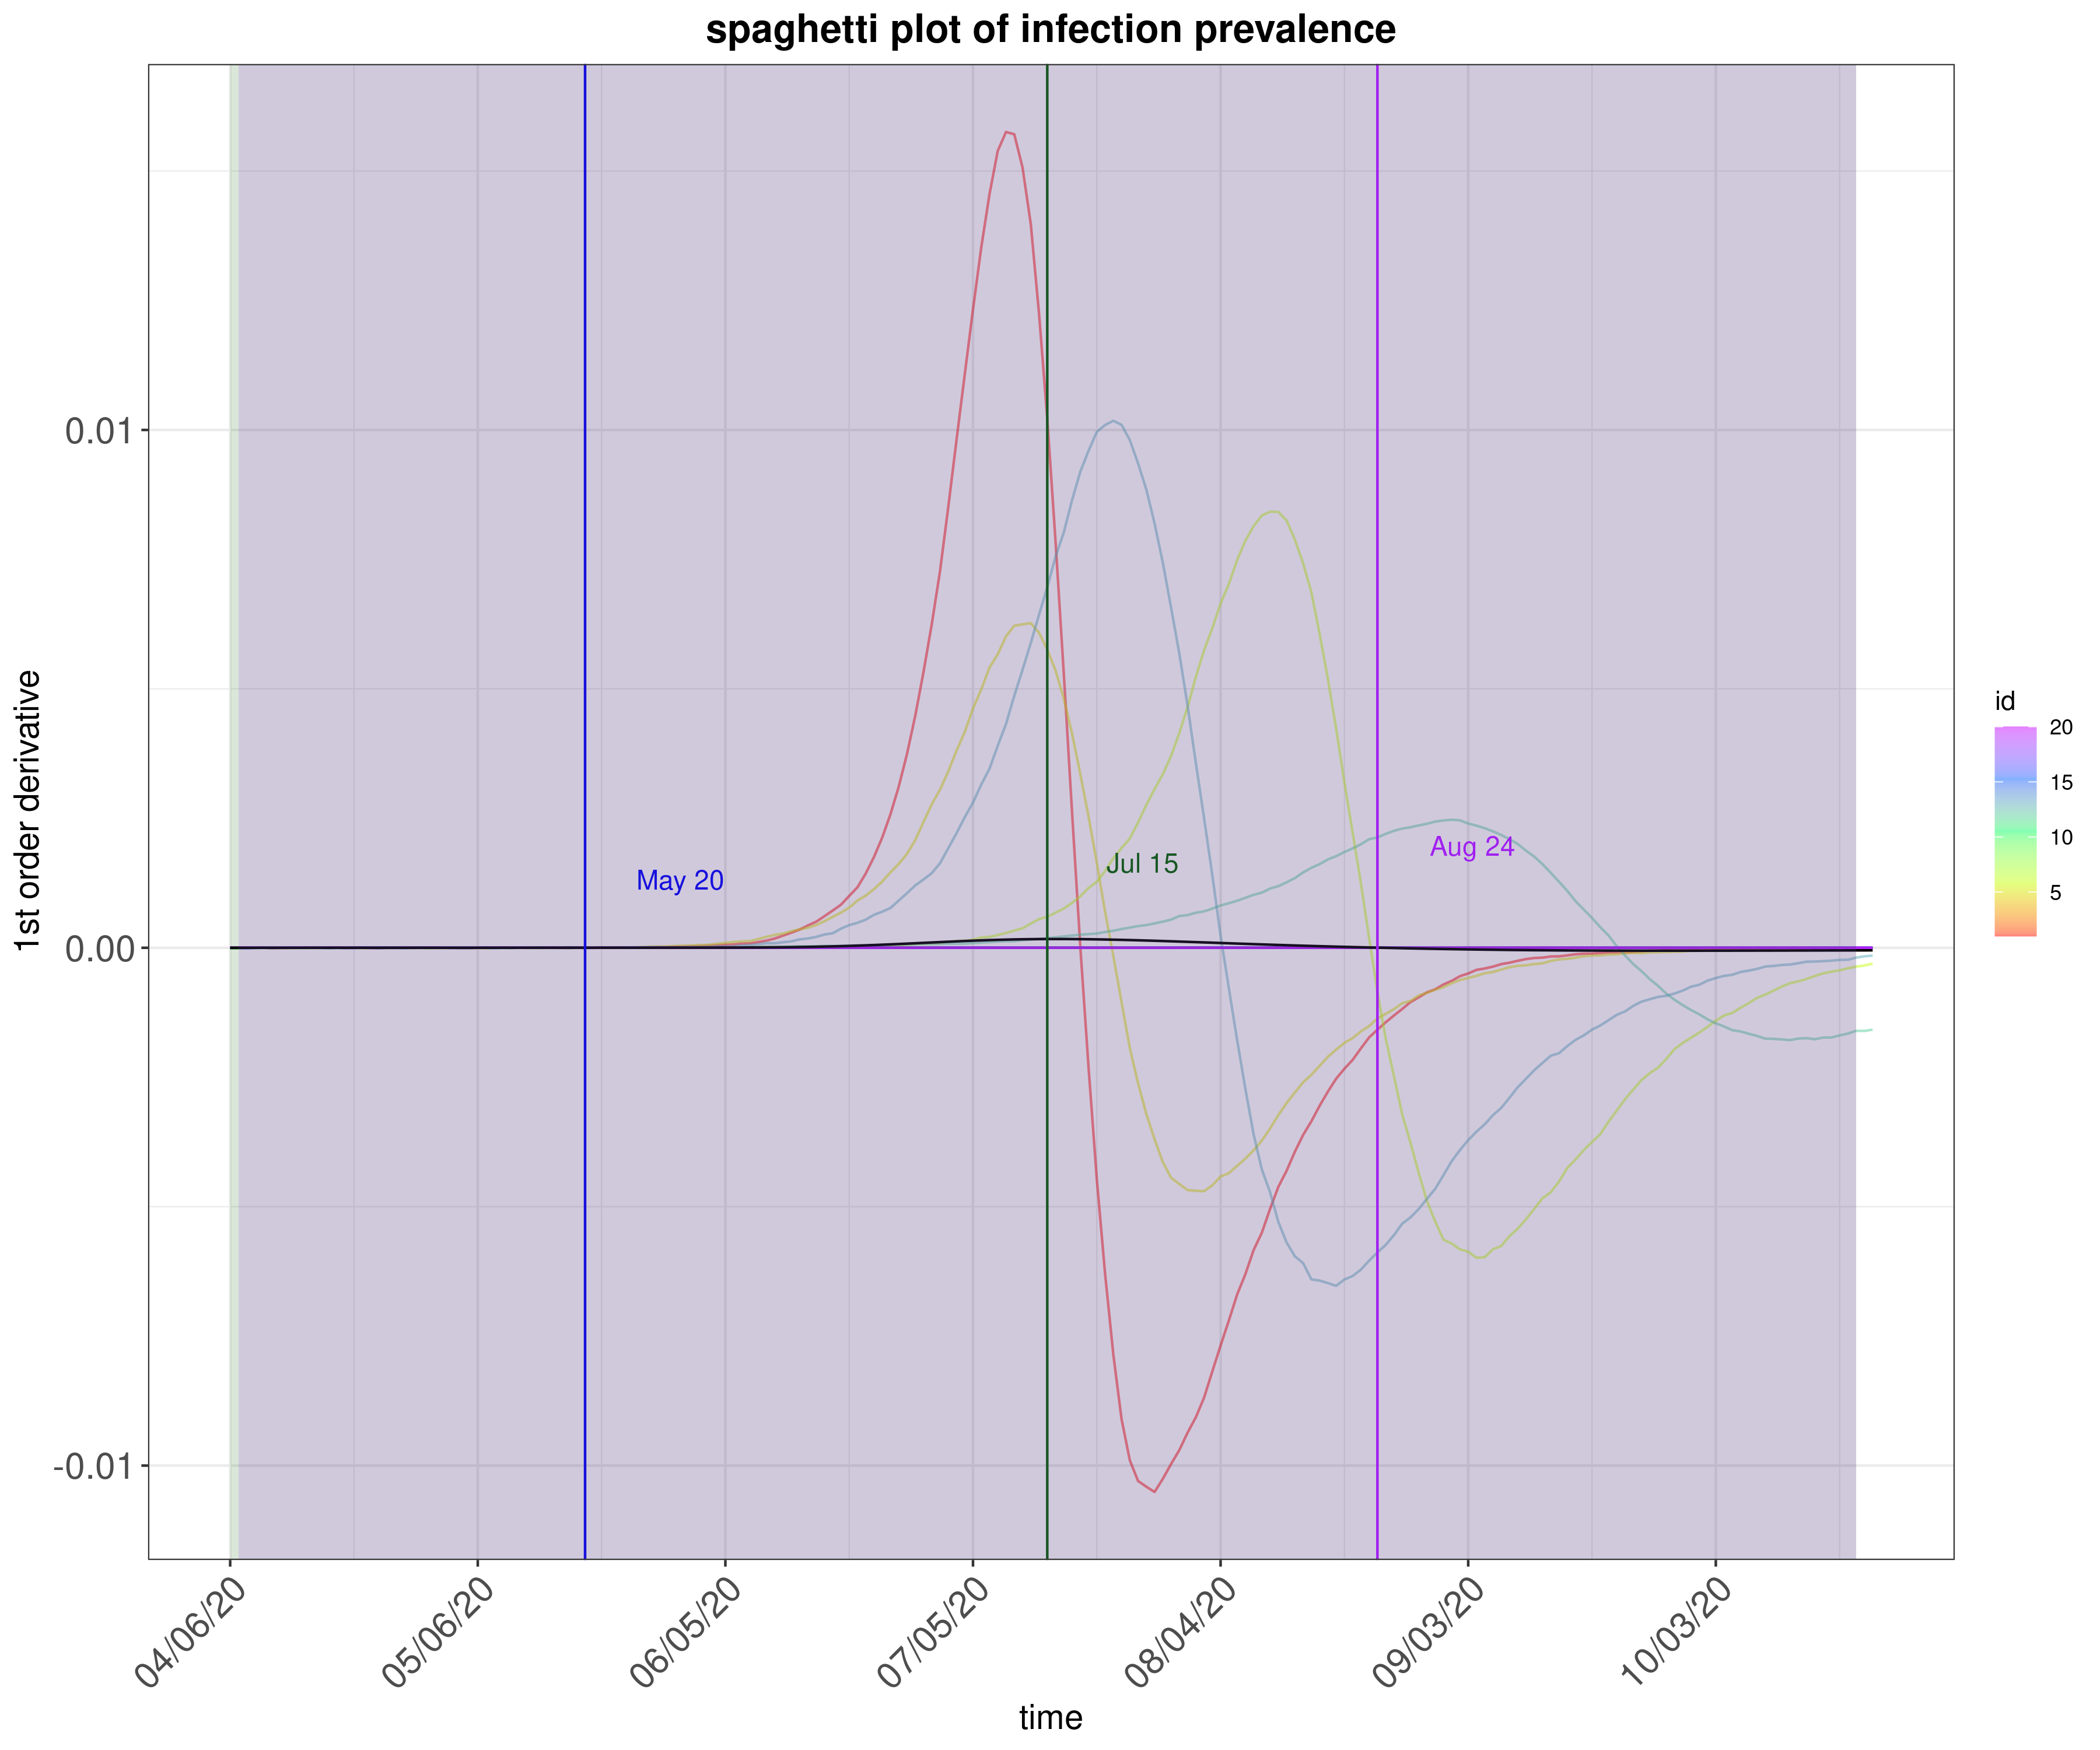 spaghetti plot of infection prevalence
1st order derivative
0.01
0.00
-0.01
May 20
Jul 15
Aug 24
04/06/20
05/06/20
06/05/20
07/05/20
08/04/20
09/03/20
10/03/20
time
id
20
15
10
5